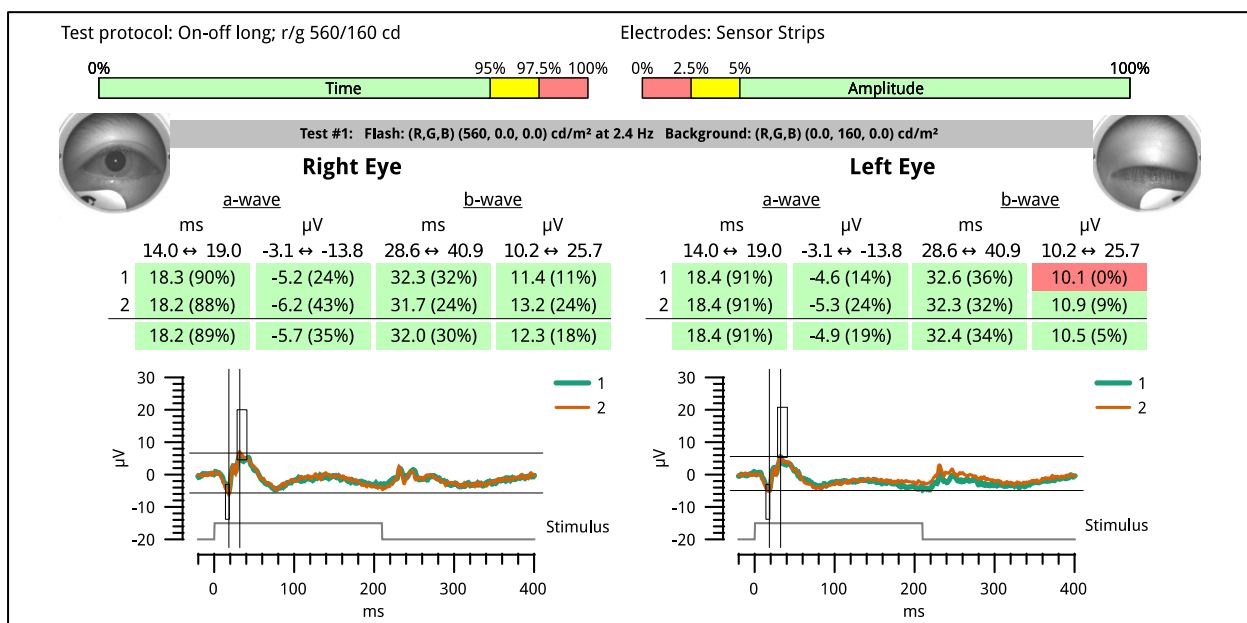 Test protocol: On-off long; r/g 560/160 cd
Electrodes: Sensor Strips
0% 95% 97.5% 100%
Time
0% 2.5% 5% 100%
Amplitude
Test #1: Flash: (R,G,B) (560, 0.0, 0.0) cd/m² at 2.4 Hz Background: (R,G,B) (0.0, 160, 0.0) cd/m²
Right Eye
a-wave b-wave
ms µV ms µV
14.0 ↔ 19.0 -3.1 ↔ -13.8 28.6 ↔ 40.9 10.2 ↔ 25.7
1 18.3 (90%) -5.2 (24%) 32.3 (32%) 11.4 (11%)
2 18.2 (88%) -6.2 (43%) 31.7 (24%) 13.2 (24%)
18.2 (89%) -5.7 (35%) 32.0 (30%) 12.3 (18%)
30
20
10
0
-10
-20
µV
1
2
Stimulus
0 100 200 300 400
ms
Left Eye
a-wave b-wave
ms µV ms µV
14.0 ↔ 19.0 -3.1 ↔ -13.8 28.6 ↔ 40.9 10.2 ↔ 25.7
1 18.4 (91%) -4.6 (14%) 32.6 (36%) 10.1 (0%)
2 18.4 (91%) -5.3 (24%) 32.3 (32%) 10.9 (9%)
18.4 (91%) -4.9 (19%) 32.4 (34%) 10.5 (5%)
30
20
10
0
-10
-20
µV
1
2
Stimulus
0 100 200 300 400
ms